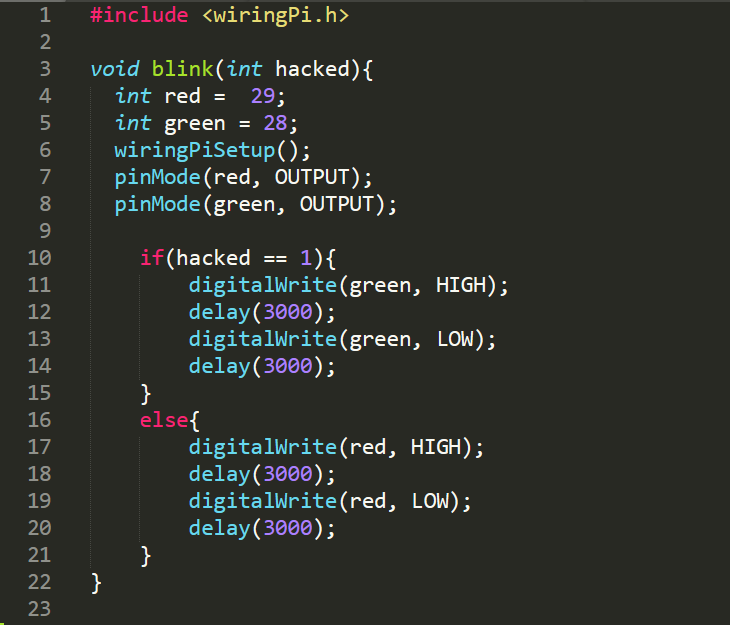 1 #include <wiringPi.h>
2
3 void blink(int hacked){
4   int red =  29;
5   int green = 28;
6   wiringPiSetup();
7   pinMode(red, OUTPUT);
8   pinMode(green, OUTPUT);
9
10     if(hacked == 1){
11         digitalWrite(green, HIGH);
12         delay(3000);
13         digitalWrite(green, LOW);
14         delay(3000);
15     }
16     else{
17         digitalWrite(red, HIGH);
18         delay(3000);
19         digitalWrite(red, LOW);
20         delay(3000);
21     }
22 }
23